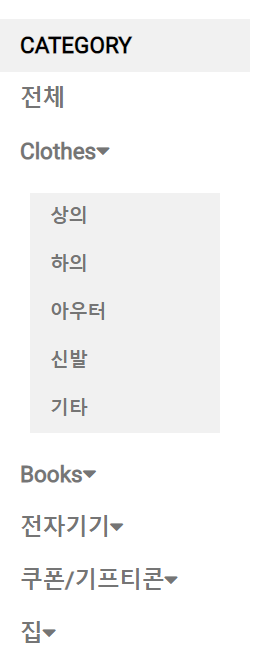 CATEGORY
전체
Clothes
상의
하의
아우터
신발
기타
Books
전자기기
쿠폰/기프티콘
집